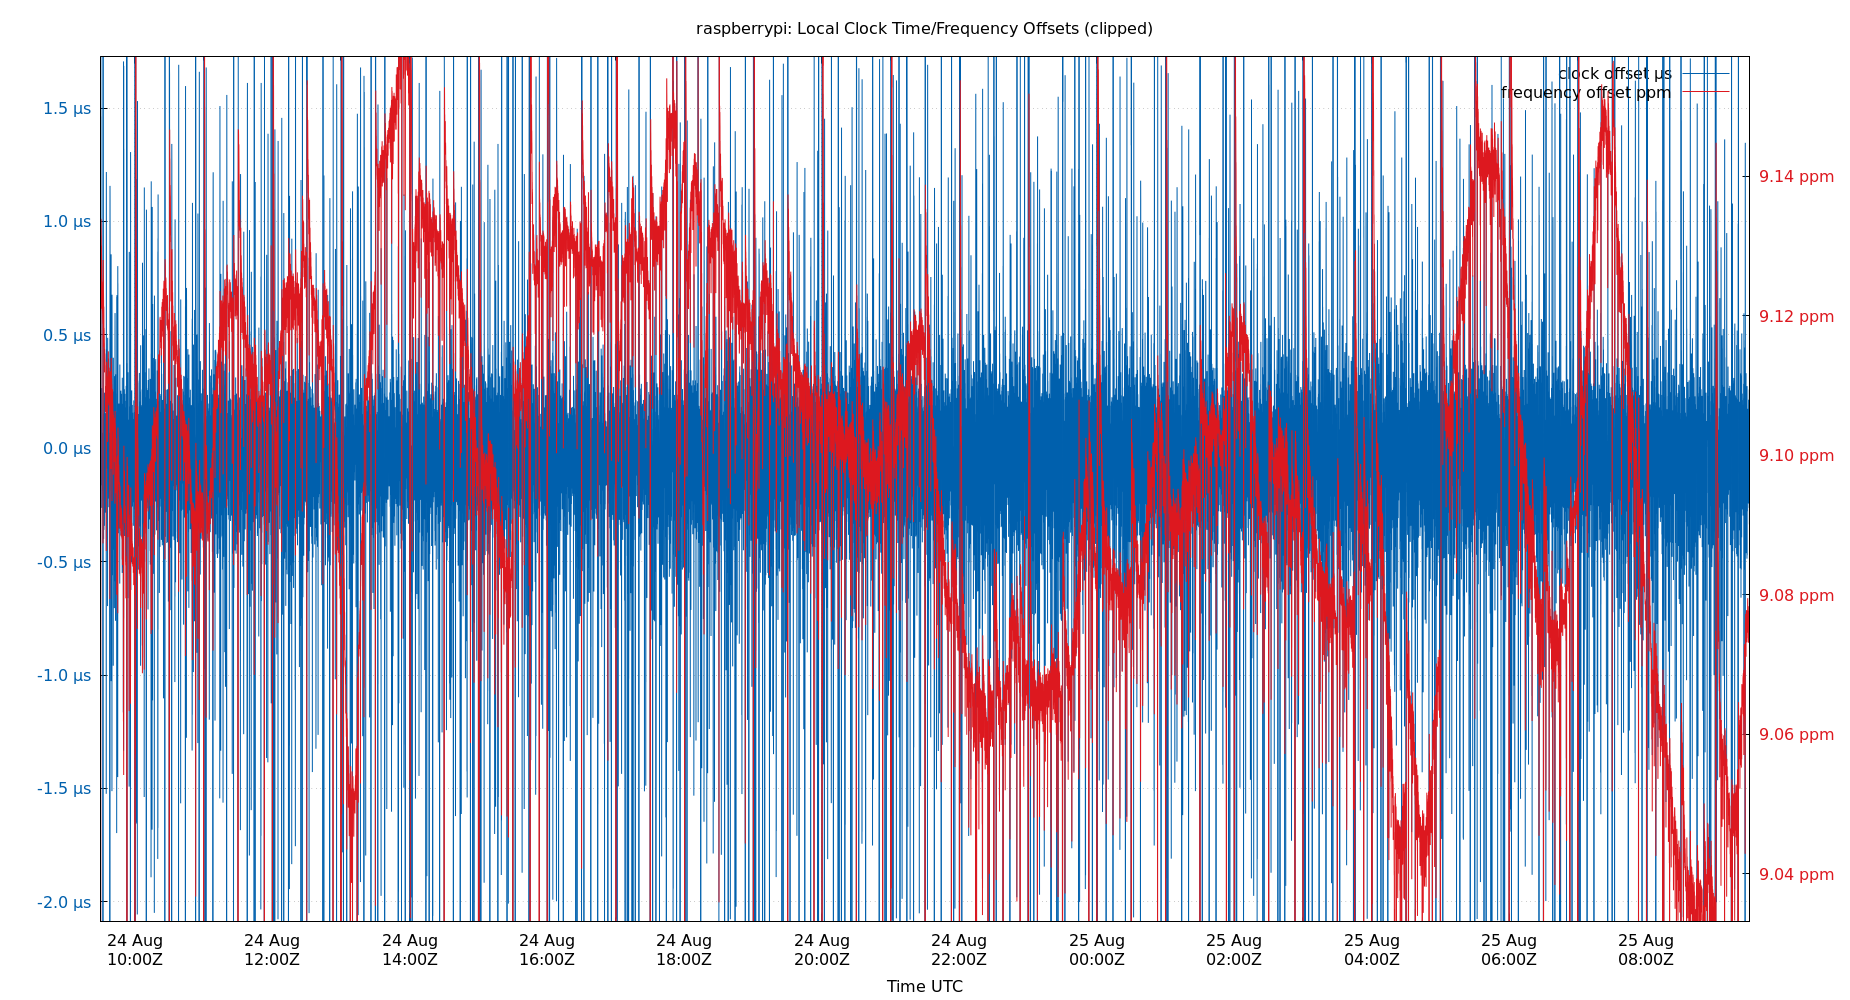 raspberrypi: Local Clock Time/Frequency Offsets (clipped)
clock offset µs
frequency offset ppm
1.5 µs
1.0 µs
0.5 µs
0.0 µs
-0.5 µs
-1.0 µs
-1.5 µs
-2.0 µs
9.14 ppm
9.12 ppm
9.10 ppm
9.08 ppm
9.06 ppm
9.04 ppm
24 Aug 24 Aug 24 Aug 24 Aug 24 Aug 24 Aug 24 Aug 25 Aug 25 Aug 25 Aug 25 Aug 25 Aug
10:00Z 12:00Z 14:00Z 16:00Z 18:00Z 20:00Z 22:00Z 00:00Z 02:00Z 04:00Z 06:00Z 08:00Z
Time UTC